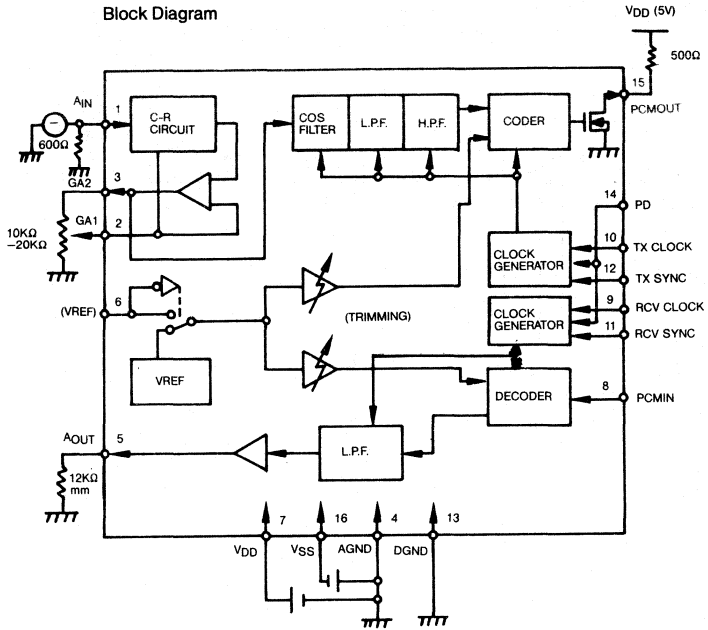 Block Diagram
VDD (5V)
500Ω
15
PCMOUT
AIN
1
C-R
CIRCUIT
600Ω
COS
FILTER
L.P.F.
H.P.F.
CODER
GA2
3
GA1
2
10KΩ
–20KΩ
14
PD
CLOCK
GENERATOR
10
TX CLOCK
12
TX SYNC
(VREF)
6
(TRIMMING)
CLOCK
GENERATOR
9
RCV CLOCK
11
RCV SYNC
VREF
DECODER
8
PCMIN
AOUT
5
L.P.F.
12KΩ
mm
7
16
4
13
VDD
VSS
AGND
DGND